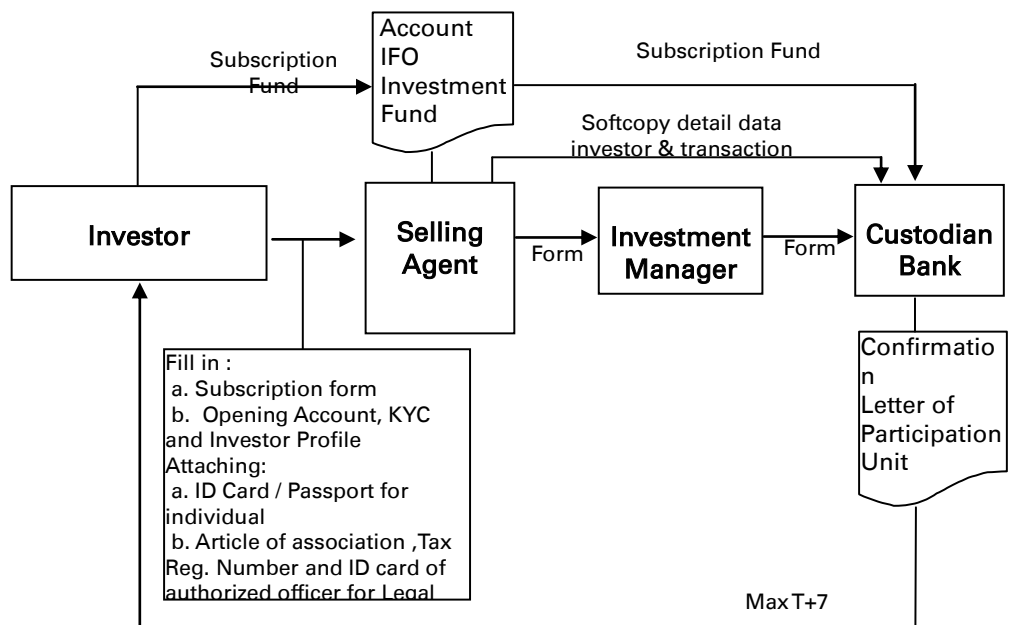 Account
IFO
Investment
Fund
Subscription
Fund
Subscription Fund
Softcopy detail data
investor & transaction
Investor
Selling
Agent
Form
Investment
Manager
Form
Custodian
Bank
Fill in :
a. Subscription form
b. Opening Account, KYC
and Investor Profile
Attaching:
a. ID Card / Passport for
individual
b. Article of association ,Tax
Reg. Number and ID card of
authorized officer for Legal
Confirmatio
n
Letter of
Participation
Unit
Max T+7